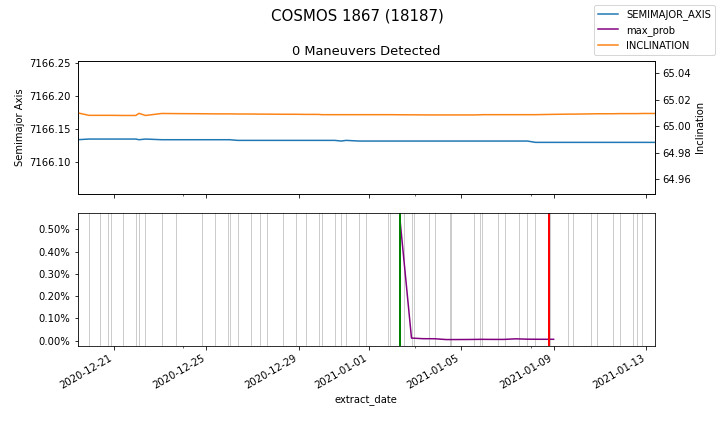 COSMOS 1867 (18187)
SEMIMAJOR_AXIS
max_prob
INCLINATION
0 Maneuvers Detected
7166.25
7166.20
7166.15
7166.10
Semimajor Axis
65.04
65.02
65.00
64.98
64.96
Inclination
0.50%
0.40%
0.30%
0.20%
0.10%
0.00%
2020-12-21
2020-12-25
2020-12-29
2021-01-01
2021-01-05
2021-01-09
2021-01-13
extract_date